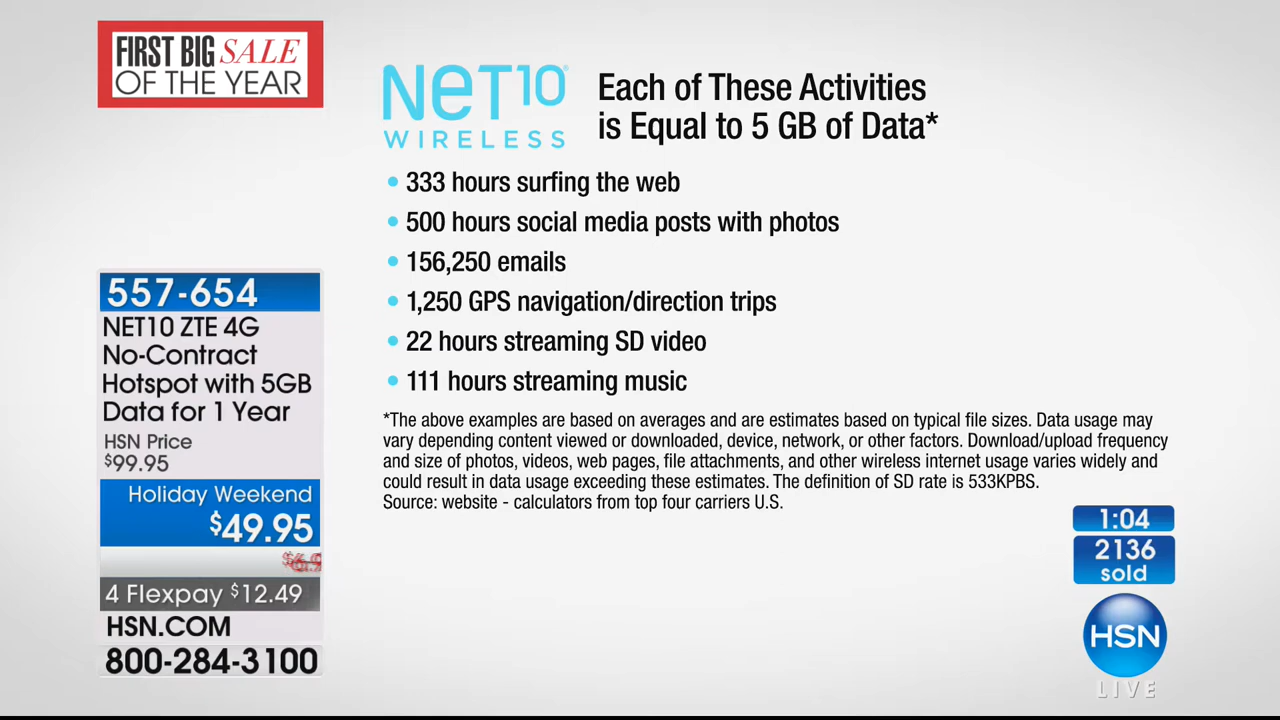 FIRST BIG SALE
OF THE YEAR
NET10®
WIRELESS
Each of These Activities
is Equal to 5 GB of Data*
• 333 hours surfing the web
• 500 hours social media posts with photos
• 156,250 emails
• 1,250 GPS navigation/direction trips
• 22 hours streaming SD video
• 111 hours streaming music
*The above examples are based on averages and are estimates based on typical file sizes. Data usage may
vary depending content viewed or downloaded, device, network, or other factors. Download/upload frequency
and size of photos, videos, web pages, file attachments, and other wireless internet usage varies widely and
could result in data usage exceeding these estimates. The definition of SD rate is 533KPBS.
Source: website - calculators from top four carriers U.S.
557-654
NET10 ZTE 4G
No-Contract
Hotspot with 5GB
Data for 1 Year
HSN Price
$99.95
Holiday Weekend
$49.95
4 Flexpay $12.49
HSN.COM
800-284-3100
1:04
2136
sold
HSN
LIVE